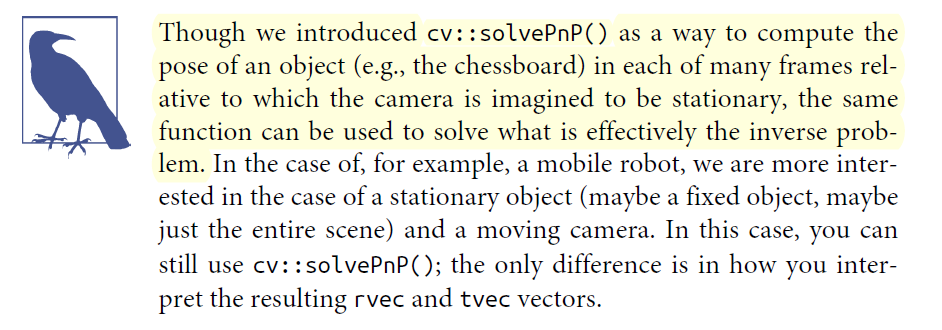 Though we introduced cv::solvePnP() as a way to compute the
pose of an object (e.g., the chessboard) in each of many frames rel-
ative to which the camera is imagined to be stationary, the same
function can be used to solve what is effectively the inverse prob-
lem. In the case of, for example, a mobile robot, we are more inter-
ested in the case of a stationary object (maybe a fixed object, maybe
just the entire scene) and a moving camera. In this case, you can
still use cv::solvePnP(); the only difference is in how you inter-
pret the resulting rvec and tvec vectors.